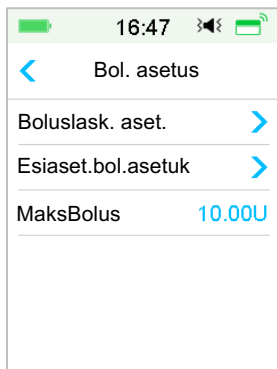 16:47
Bol. asetus
Boluslask. aset.
Esiaset.bol.asetuk
MaksBolus 10.00U